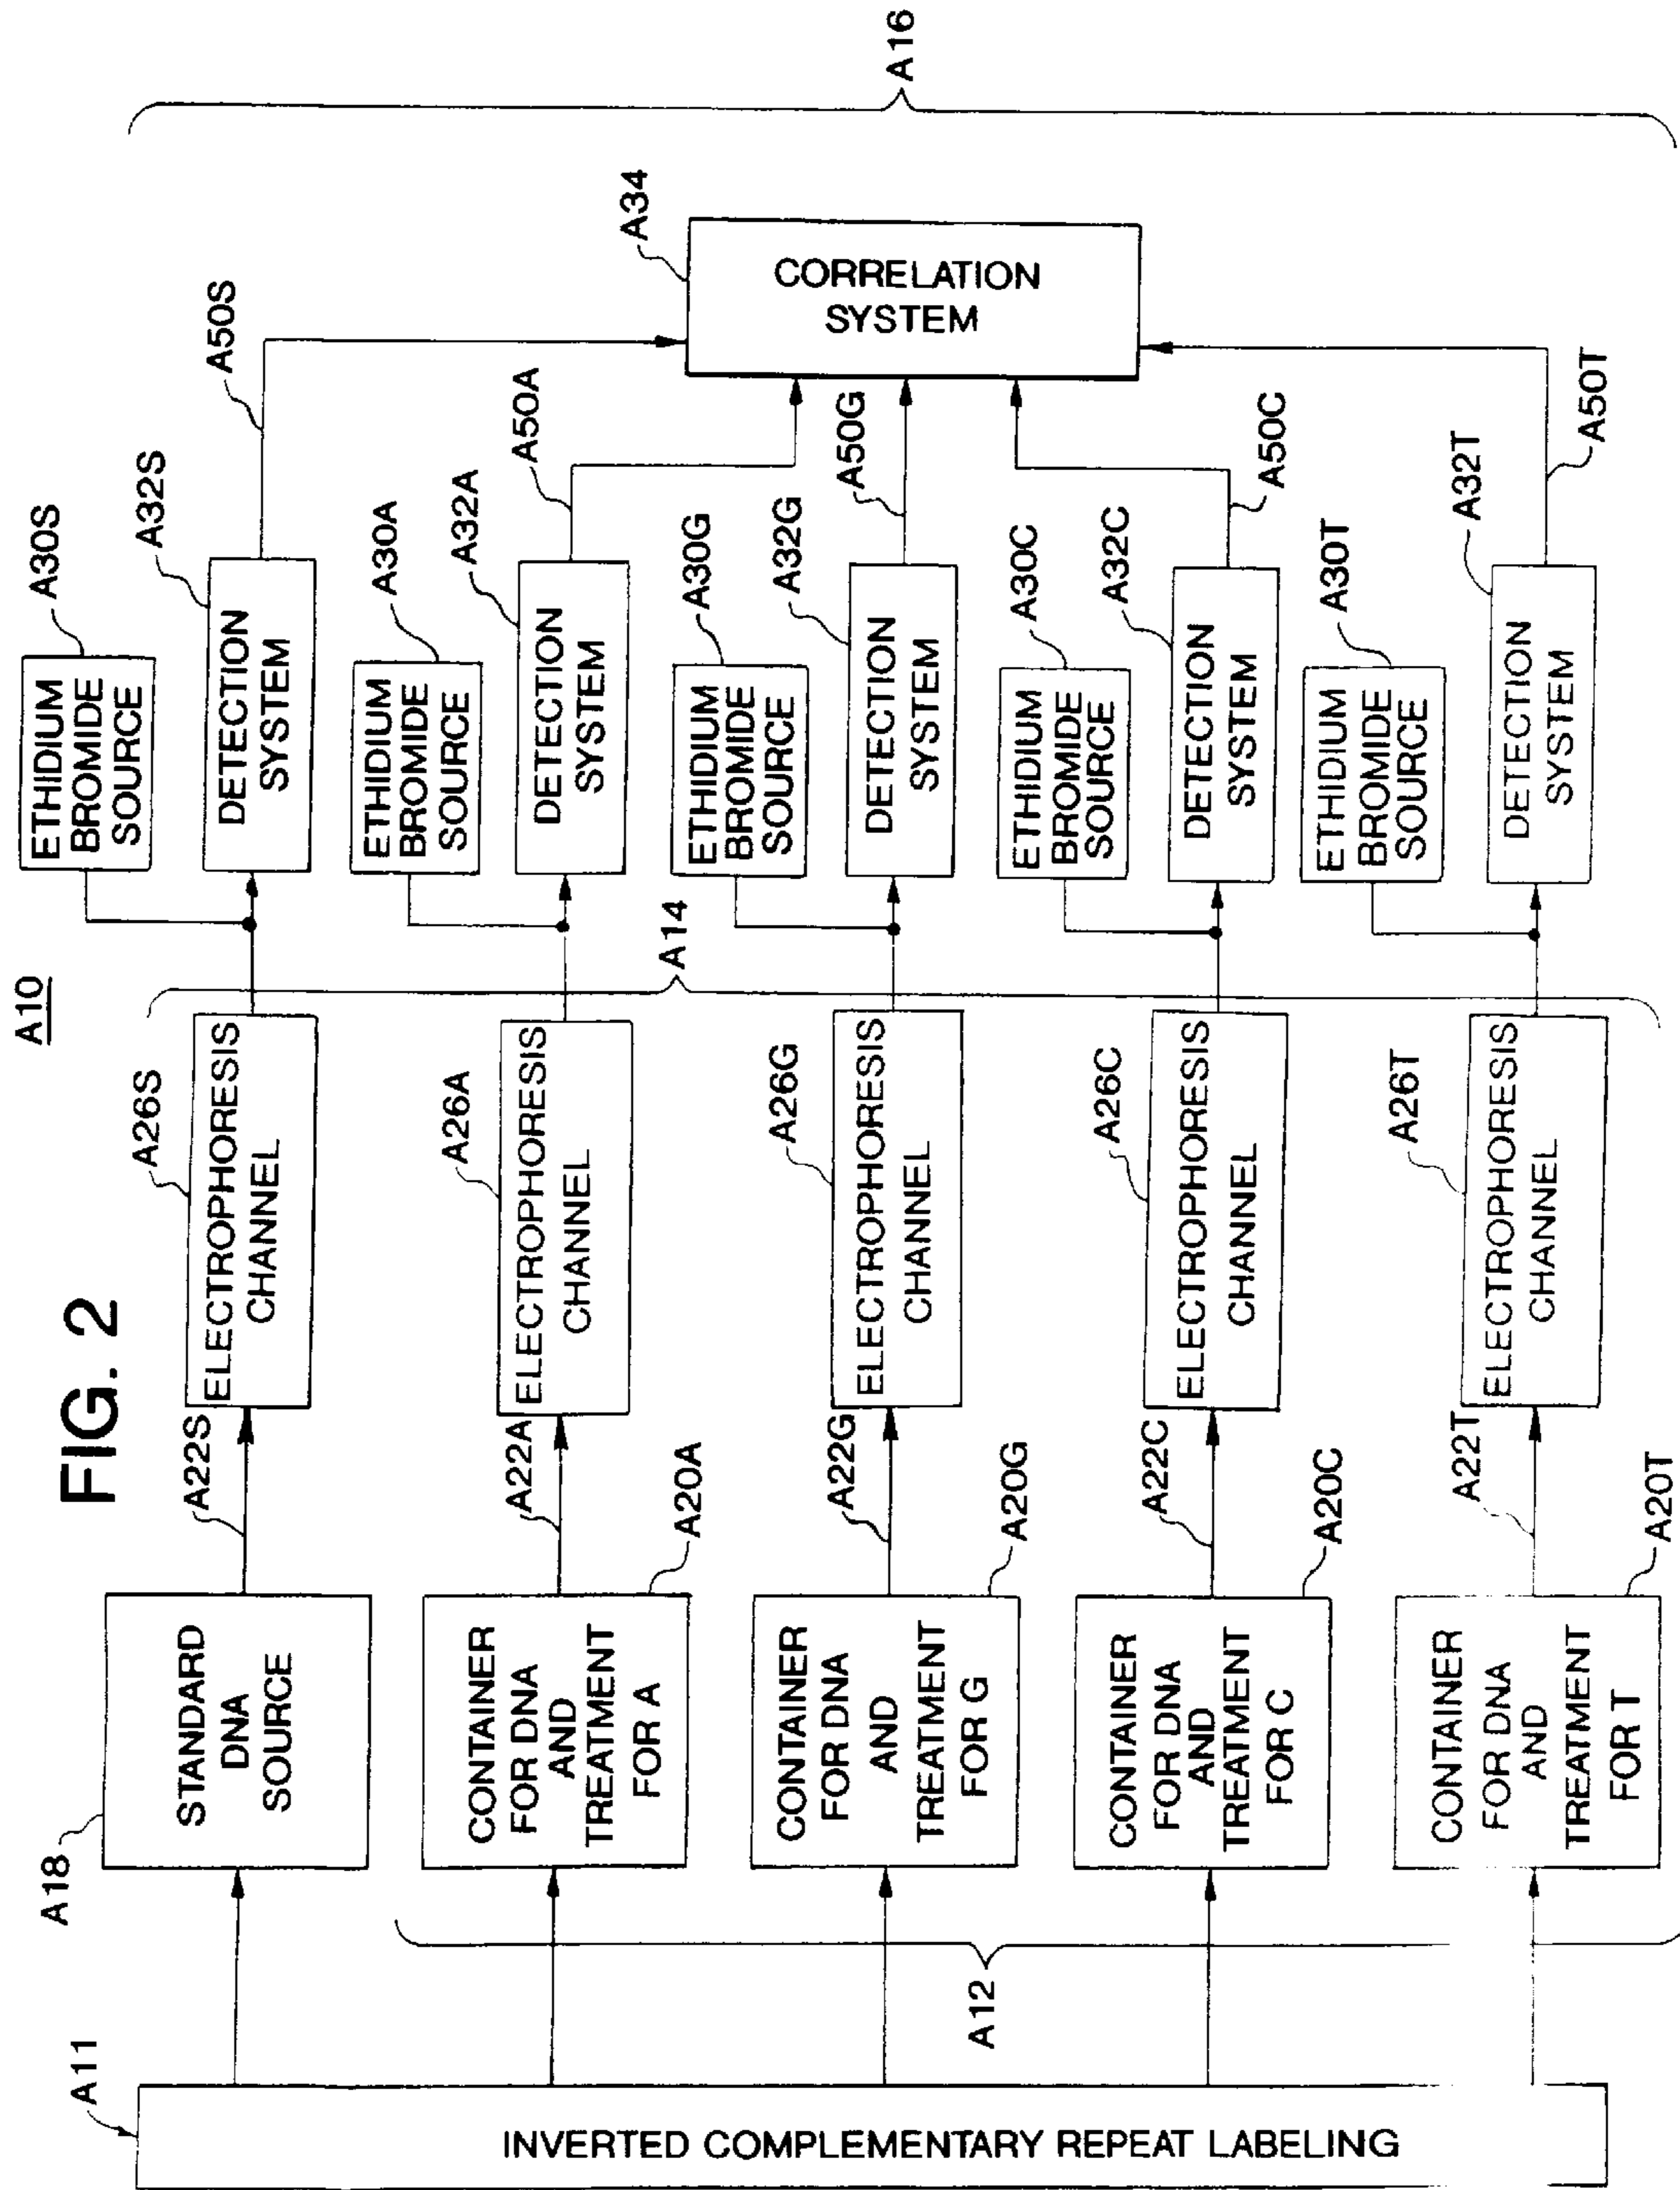 FIG. 2
A10
A11
INVERTED COMPLEMENTARY REPEAT LABELING
A12
A18
STANDARD
DNA
SOURCE
A22S
A26S
ELECTROPHORESIS
CHANNEL
A30S
ETHIDIUM
BROMIDE
SOURCE
A32S
DETECTION
SYSTEM
A50S
CONTAINER
FOR DNA
AND
TREATMENT
FOR A
A20A
A22A
A26A
ELECTROPHORESIS
CHANNEL
A30A
ETHIDIUM
BROMIDE
SOURCE
A32A
DETECTION
SYSTEM
A50A
A14
CONTAINER
FOR DNA
AND
TREATMENT
FOR G
A20G
A22G
A26G
ELECTROPHORESIS
CHANNEL
A30G
ETHIDIUM
BROMIDE
SOURCE
A32G
DETECTION
SYSTEM
A50G
CONTAINER
FOR DNA
AND
TREATMENT
FOR C
A20C
A22C
A26C
ELECTROPHORESIS
CHANNEL
A30C
ETHIDIUM
BROMIDE
SOURCE
A32C
DETECTION
SYSTEM
A50C
CONTAINER
FOR DNA
AND
TREATMENT
FOR T
A20T
A22T
A26T
ELECTROPHORESIS
CHANNEL
A30T
ETHIDIUM
BROMIDE
SOURCE
A32T
DETECTION
SYSTEM
A50T
A34
CORRELATION
SYSTEM
A16